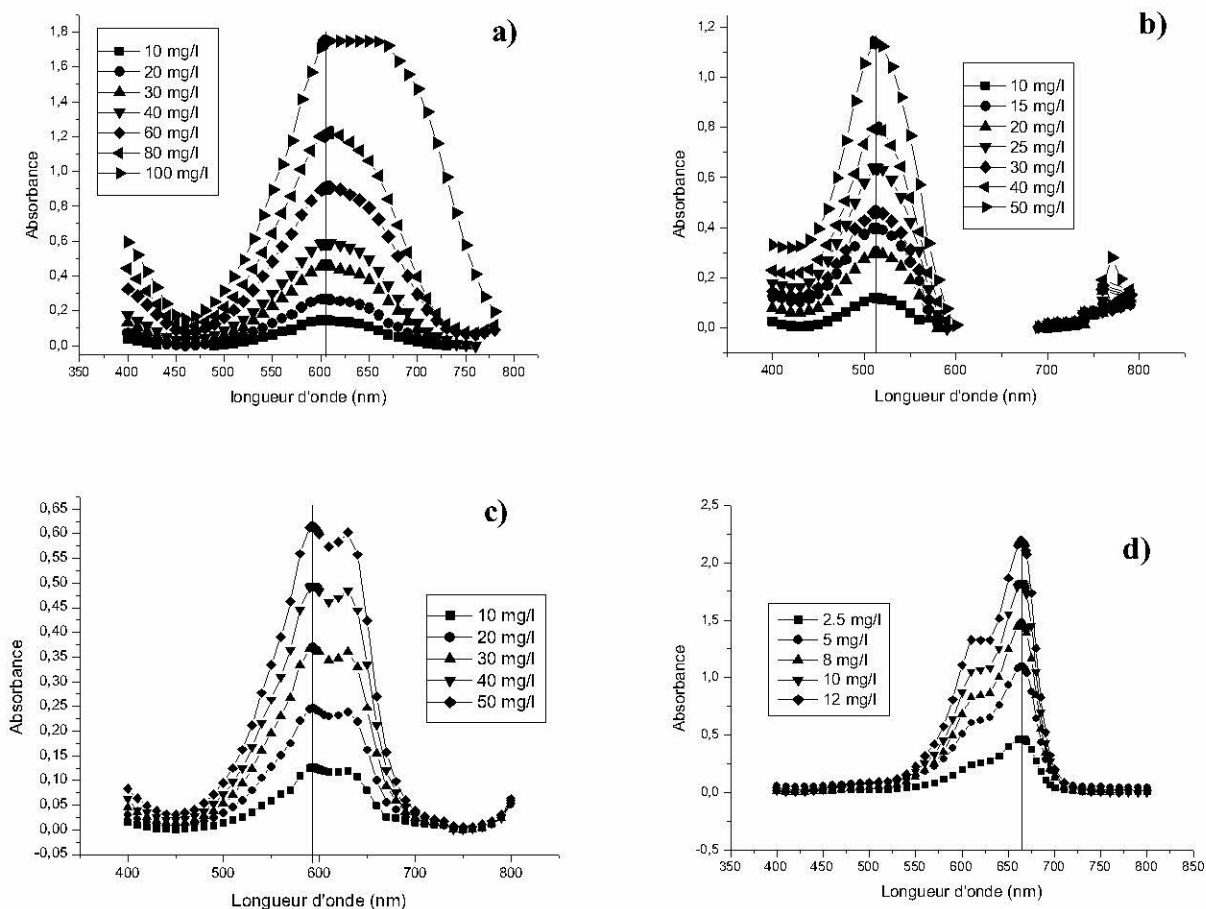 a)
10 mg/l
20 mg/l
30 mg/l
40 mg/l
60 mg/l
80 mg/l
100 mg/l
Absorbance
1,8
1,6
1,4
1,2
1,0
0,8
0,6
0,4
0,2
0,0
350 400 450 500 550 600 650 700 750 800
longueur d'onde (nm)
b)
10 mg/l
15 mg/l
20 mg/l
25 mg/l
30 mg/l
40 mg/l
50 mg/l
Absorbance
1,2
1,0
0,8
0,6
0,4
0,2
0,0
400 500 600 700 800
Longueur d'onde (nm)
c)
10 mg/l
20 mg/l
30 mg/l
40 mg/l
50 mg/l
Absorbance
0,65
0,60
0,55
0,50
0,45
0,40
0,35
0,30
0,25
0,20
0,15
0,10
0,05
0,00
-0,05
400 500 600 700 800
Longueur d'onde (nm)
d)
2.5 mg/l
5 mg/l
8 mg/l
10 mg/l
12 mg/l
Absorbance
2,5
2,0
1,5
1,0
0,5
0,0
-0,5
350 400 450 500 550 600 650 700 750 800 850
Longueur d'onde (nm)